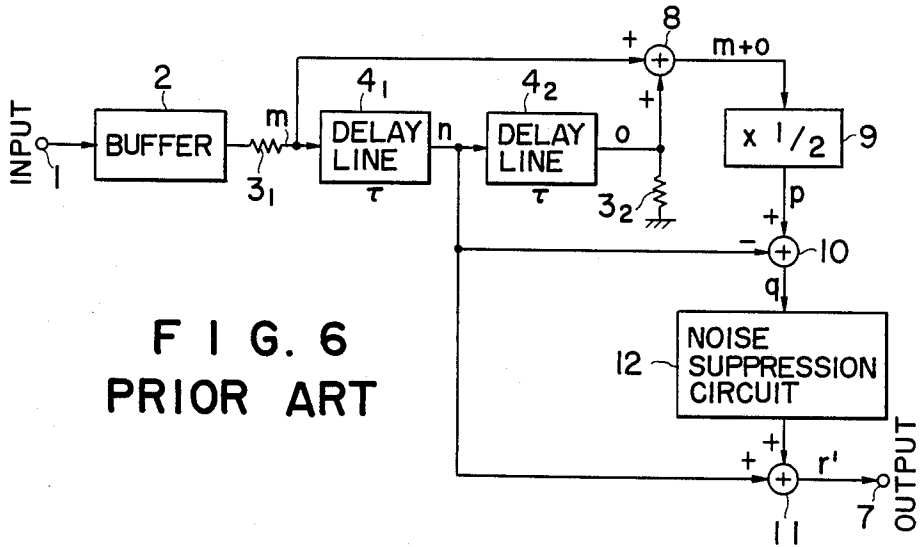 8
+
m+o
+
2
4₁
4₂
INPUT
1
BUFFER
3₁
m
DELAY
LINE
τ
n
DELAY
LINE
τ
o
3₂
x 1/2
9
p
+
−
10
q
FIG. 6
PRIOR ART
12
NOISE
SUPPRESSION
CIRCUIT
+
+
r'
11
7
OUTPUT